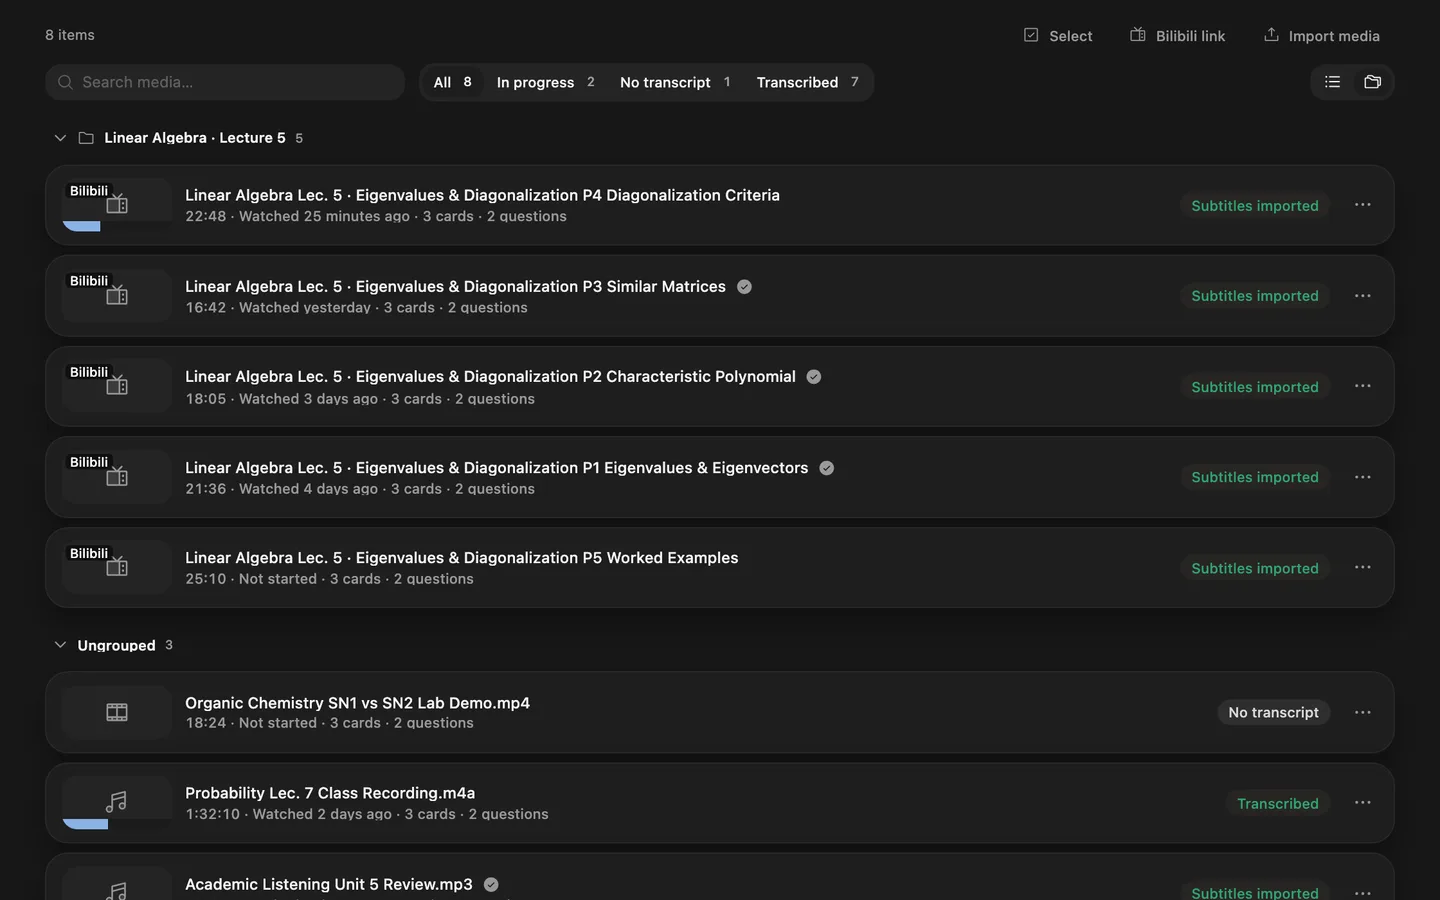 8 items
Select
Bilibili link
Import media
Search media...
All 8
In progress 2
No transcript 1
Transcribed 7
Linear Algebra · Lecture 5 5
Bilibili
Linear Algebra Lec. 5 · Eigenvalues & Diagonalization P4 Diagonalization Criteria
22:48 · Watched 25 minutes ago · 3 cards · 2 questions
Subtitles imported
Bilibili
Linear Algebra Lec. 5 · Eigenvalues & Diagonalization P3 Similar Matrices
16:42 · Watched yesterday · 3 cards · 2 questions
Subtitles imported
Bilibili
Linear Algebra Lec. 5 · Eigenvalues & Diagonalization P2 Characteristic Polynomial
18:05 · Watched 3 days ago · 3 cards · 2 questions
Subtitles imported
Bilibili
Linear Algebra Lec. 5 · Eigenvalues & Diagonalization P1 Eigenvalues & Eigenvectors
21:36 · Watched 4 days ago · 3 cards · 2 questions
Subtitles imported
Bilibili
Linear Algebra Lec. 5 · Eigenvalues & Diagonalization P5 Worked Examples
25:10 · Not started · 3 cards · 2 questions
Subtitles imported
Ungrouped 3
Organic Chemistry SN1 vs SN2 Lab Demo.mp4
18:24 · Not started · 3 cards · 2 questions
No transcript
Probability Lec. 7 Class Recording.m4a
1:32:10 · Watched 2 days ago · 3 cards · 2 questions
Transcribed
Academic Listening Unit 5 Review.mp3
Subtitles imported